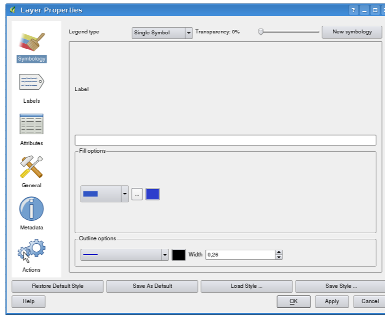 Layer Properties
Legend type Single Symbol Transparency: 0% New symbology
Symbology
Labels
Attributes
General
Metadata
Actions
Label
Fill options
...
Outline options
Width 0,26
Restore Default Style Save As Default Load Style ... Save Style ...
Help OK Apply Cancel